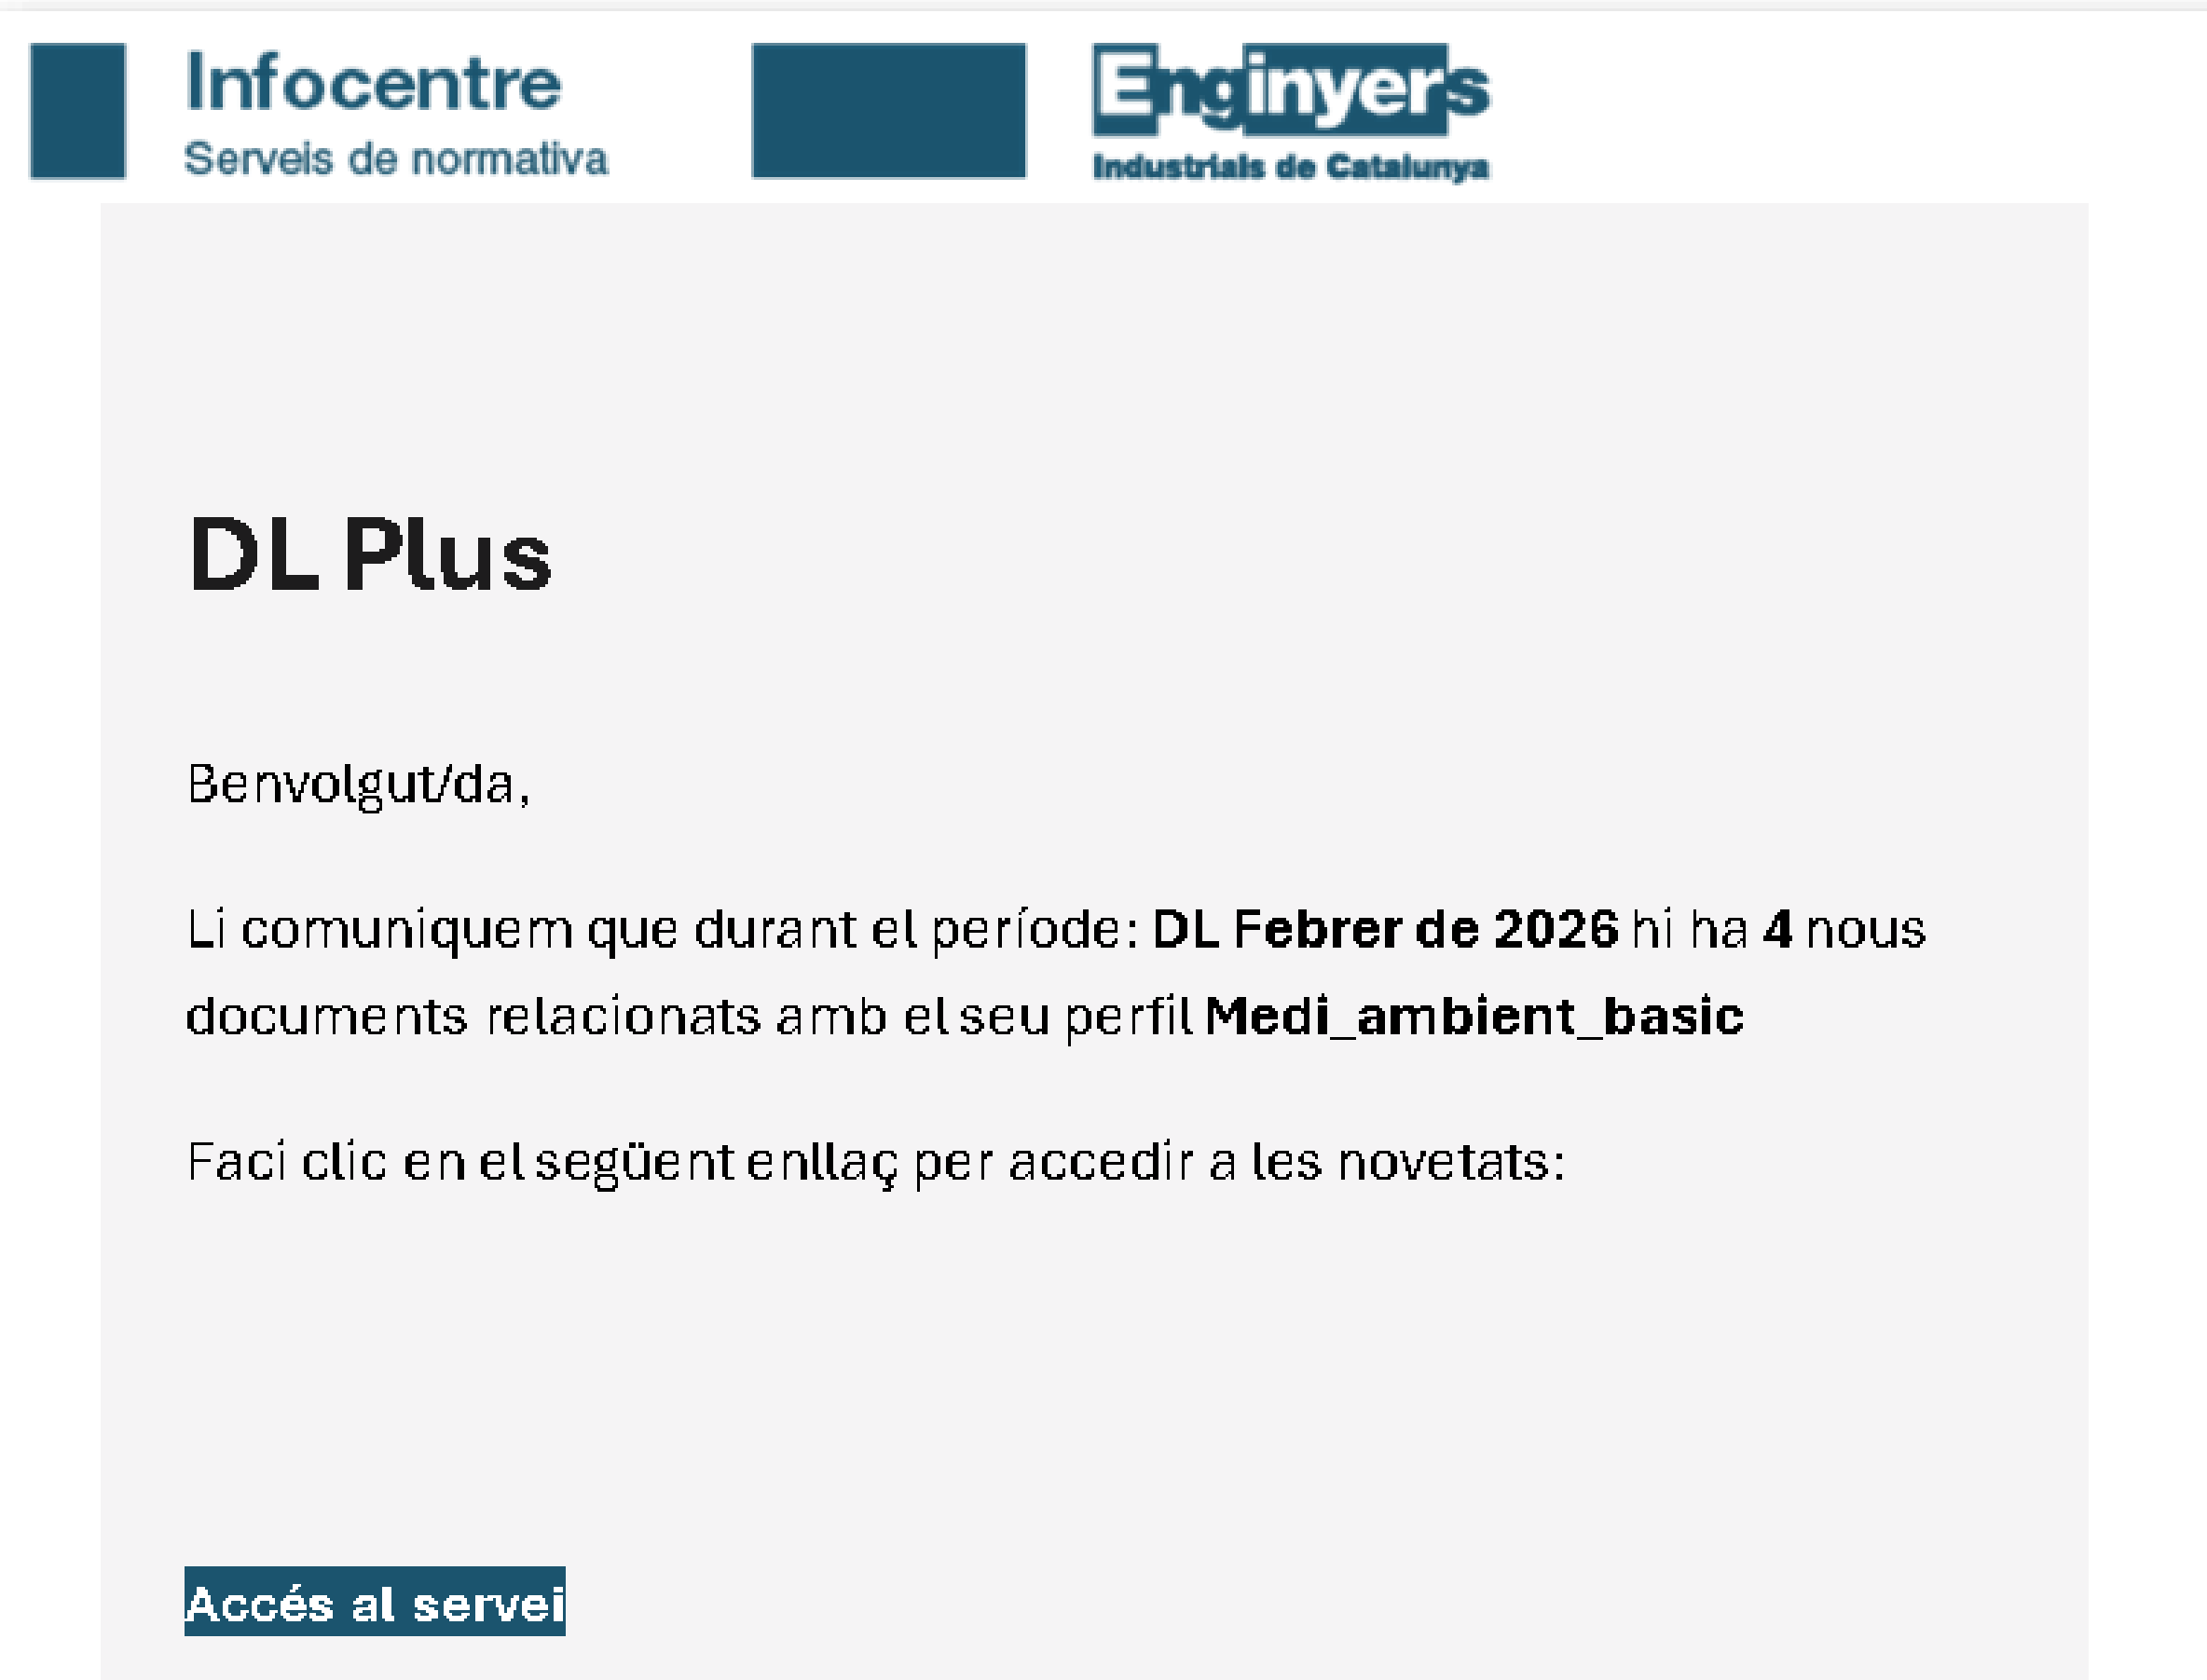 Infocentre
Serveis de normativa
Enginyers
Industrials de Catalunya
DL Plus
Benvolgut/da,
Li comuniquem que durant el període: DL Febrer de 2026 hi ha 4 nous
documents relacionats amb el seu perfil Medi_ambient_basic
Faci clic en el següent enllaç per accedir a les novetats:
Accés al servei